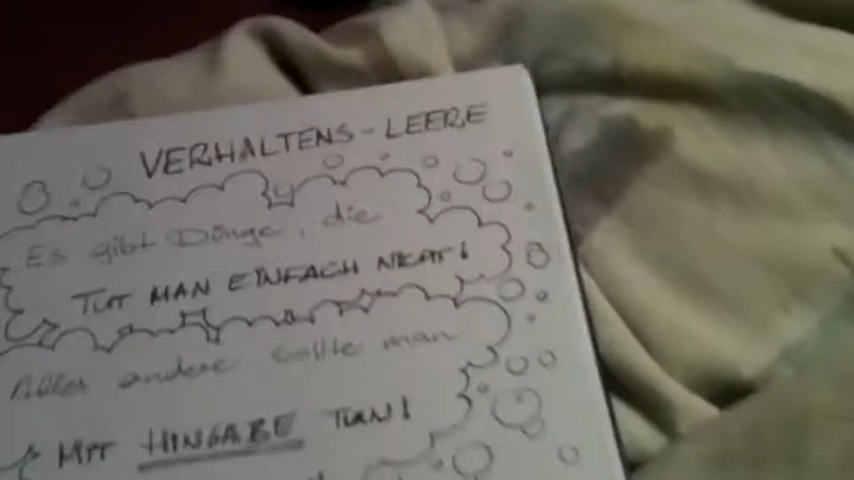 VERHALTENS-LEERE
Es gibt Dinge, die
TUT MAN EINFACH NICHT!
Alles andere sollte man
MIT HINGABE TUN!